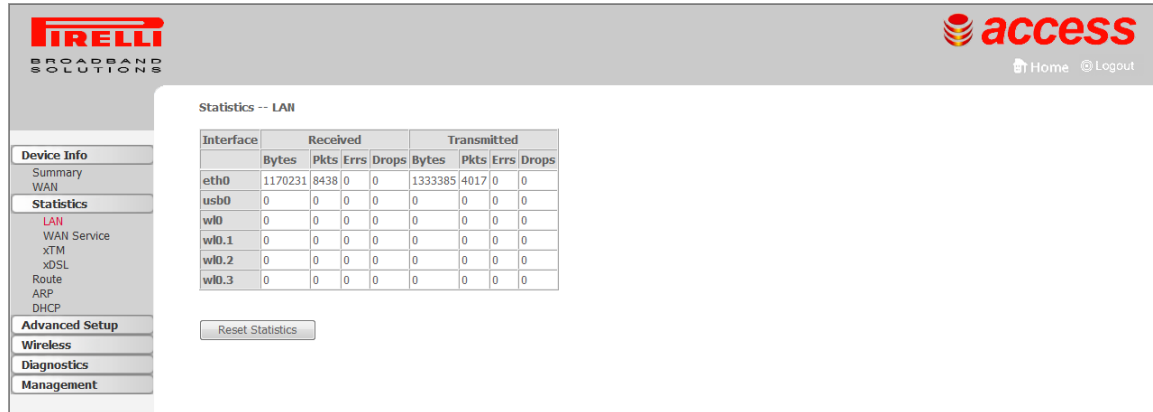 PIRELLI
BROADBAND
SOLUTIONS
access
Home Logout
Statistics -- LAN
Interface Received Transmitted
Bytes Pkts Errs Drops Bytes Pkts Errs Drops
eth0 1170231 8438 0 0 1333385 4017 0 0
usb0 0 0 0 0 0 0 0 0
wl0 0 0 0 0 0 0 0 0
wl0.1 0 0 0 0 0 0 0 0
wl0.2 0 0 0 0 0 0 0 0
wl0.3 0 0 0 0 0 0 0 0
Reset Statistics
Device Info
Summary
WAN
Statistics
LAN
WAN Service
xTM
xDSL
Route
ARP
DHCP
Advanced Setup
Wireless
Diagnostics
Management